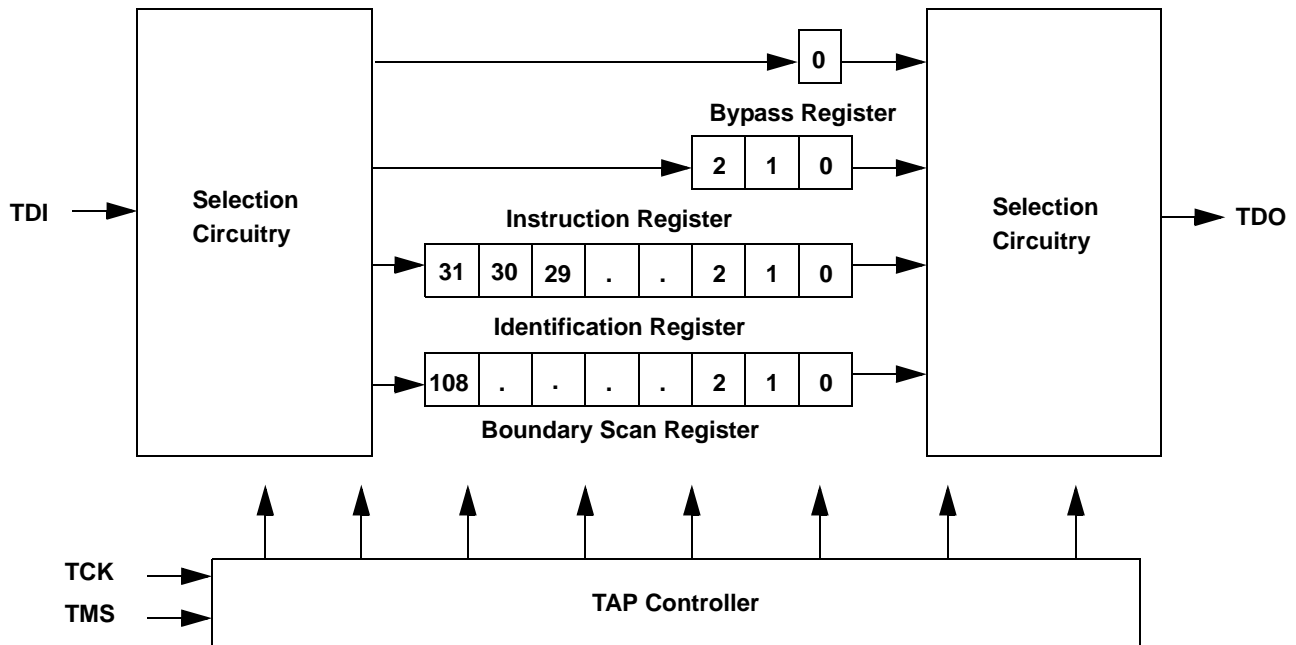 0
Bypass Register
2 1 0
Selection
Circuitry
TDI
Selection
Circuitry
TDO
Instruction Register
31 30 29 . . 2 1 0
Identification Register
108 . . . . 2 1 0
Boundary Scan Register
TCK
TMS
TAP Controller